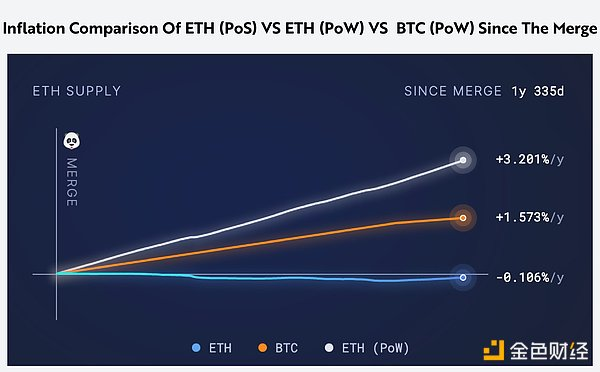 Inflation Comparison Of ETH (PoS) VS ETH (PoW) VS BTC (PoW) Since The Merge
ETH SUPPLY
SINCE MERGE 1y 335d
MERGE
+3.201%/y
+1.573%/y
-0.106%/y
ETH
BTC
ETH (PoW)
金色财经